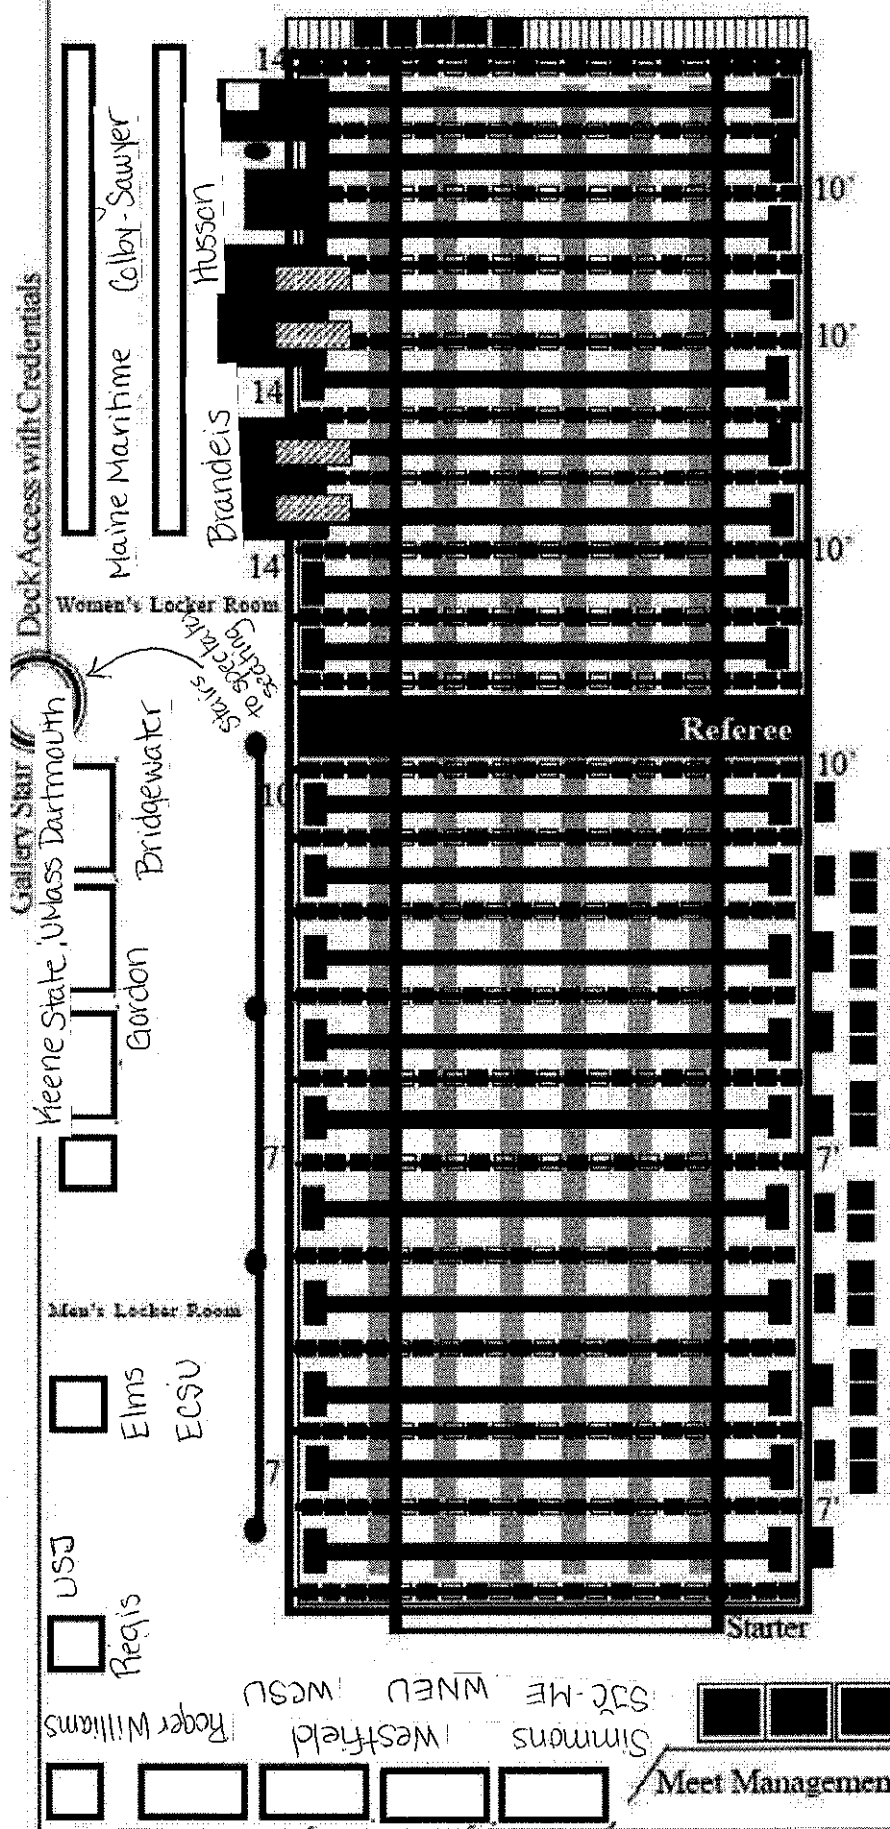 14
10'
10'
14
14'
10'
Deck Access with Credentials
Maine Maritime
Colby-Sawyer
Husson
Brandeis
Women's Locker Room
Stairs
to spectator
seating
Referee
10'
10
Gallery Stair
Keene State, UMass Dartmouth
Bridgewater
Gordon
7'
7'
Men's Locker Room
Elms
ECSU
7
7'
USJ
Regis
Starter
Roger Williams
WCSU
Westfield
WNEU
Simmons
SJC-ME
Meet Managemen